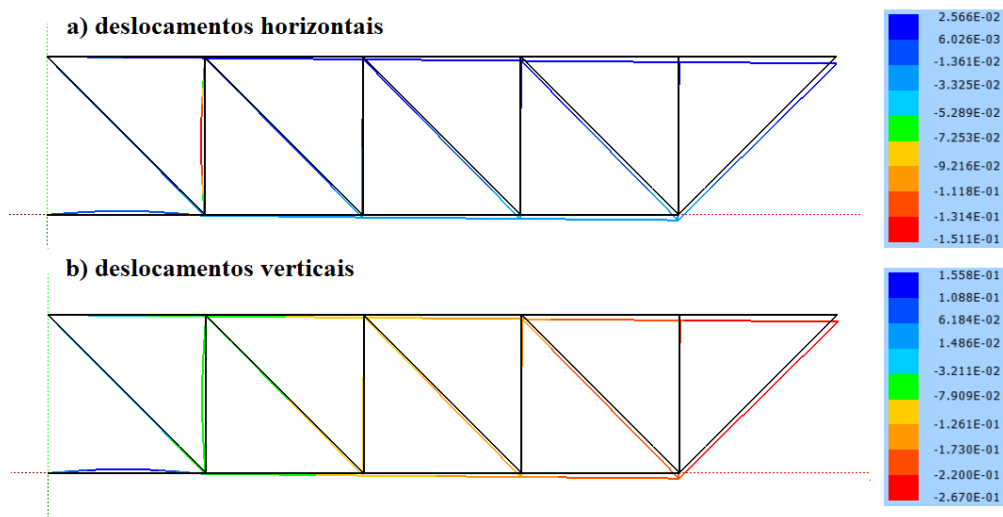 a) deslocamentos horizontais
2.566E-02
6.026E-03
-1.361E-02
-3.325E-02
-5.289E-02
-7.253E-02
-9.216E-02
-1.118E-01
-1.314E-01
-1.511E-01
b) deslocamentos verticais
1.558E-01
1.088E-01
6.184E-02
1.486E-02
-3.211E-02
-7.909E-02
-1.261E-01
-1.730E-01
-2.200E-01
-2.670E-01